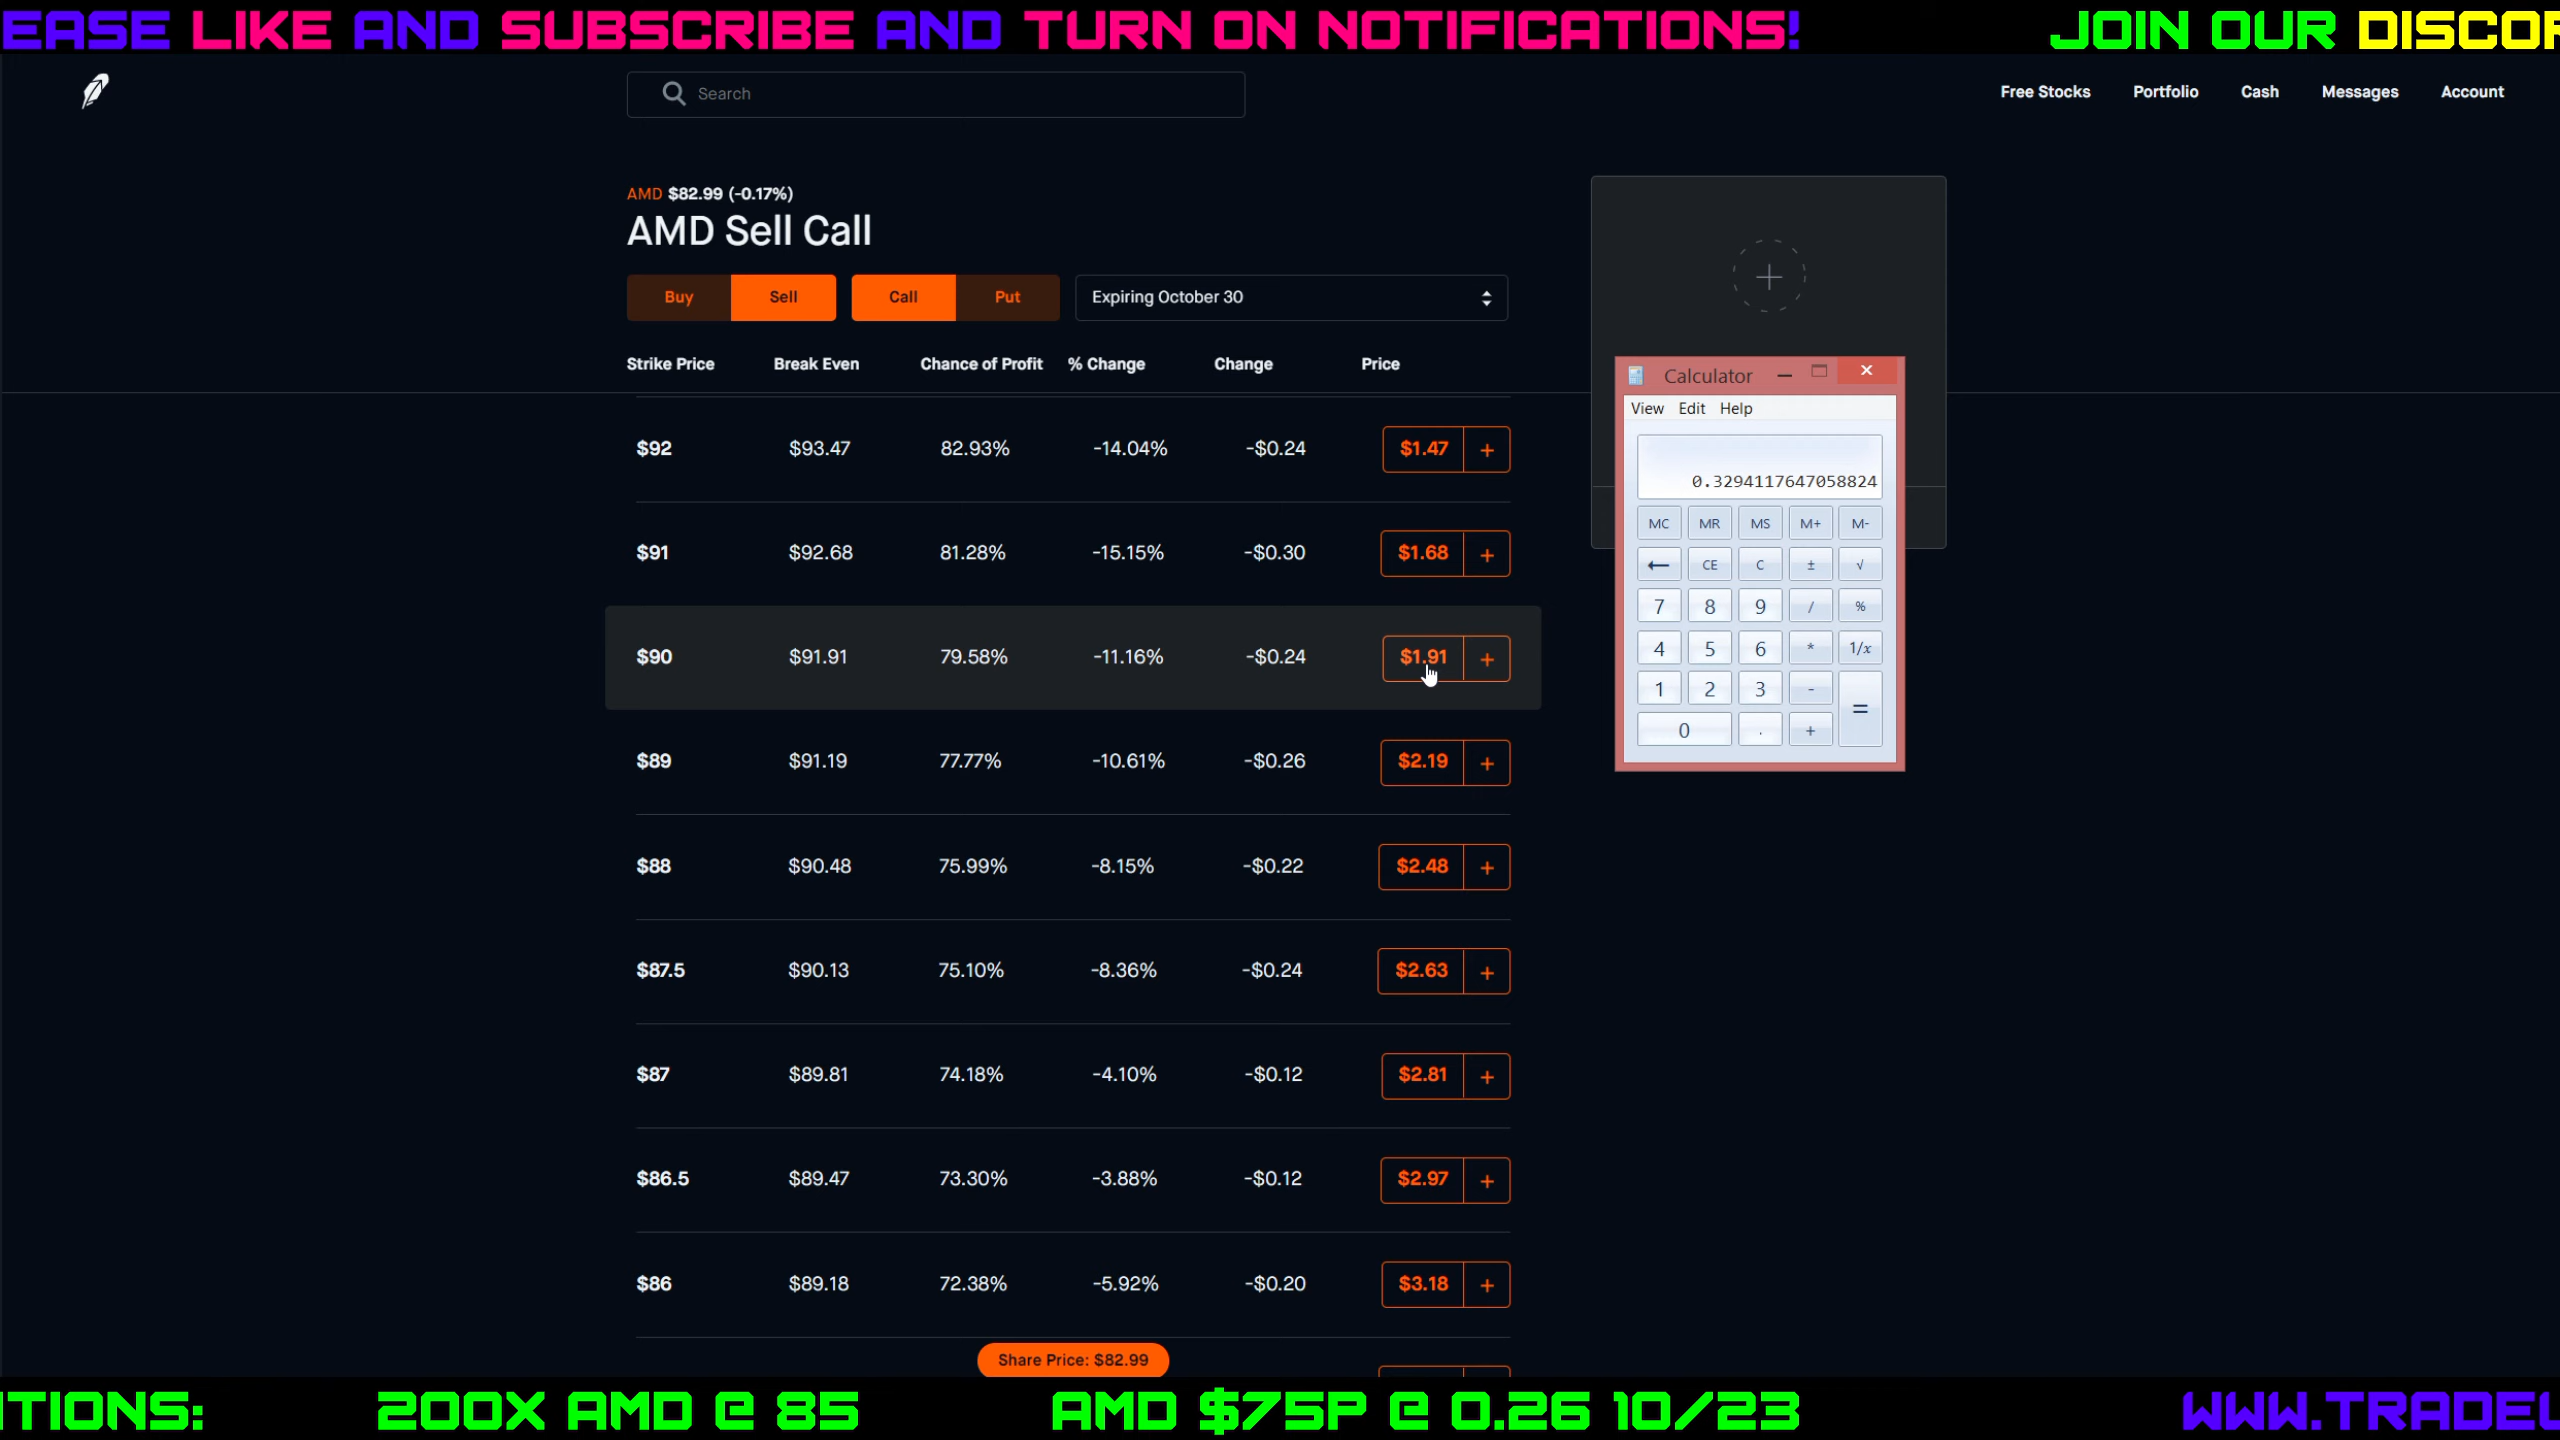 EASE LIKE AND SUBSCRIBE AND TURN ON NOTIFICATIONS! JOIN OUR DISCOR
Search
Free Stocks Portfolio Cash Messages Account
AMD $82.99 (-0.17%)
AMD Sell Call
Buy Sell Call Put Expiring October 30
Strike Price Break Even Chance of Profit % Change Change Price
$92 $93.47 82.93% -14.04% -$0.24 $1.47 +
$91 $92.68 81.28% -15.15% -$0.30 $1.68 +
$90 $91.91 79.58% -11.16% -$0.24 $1.91 +
$89 $91.19 77.77% -10.61% -$0.26 $2.19 +
$88 $90.48 75.99% -8.15% -$0.22 $2.48 +
$87.5 $90.13 75.10% -8.36% -$0.24 $2.63 +
$87 $89.81 74.18% -4.10% -$0.12 $2.81 +
$86.5 $89.47 73.30% -3.88% -$0.12 $2.97 +
$86 $89.18 72.38% -5.92% -$0.20 $3.18 +
Share Price: $82.99
Calculator
View Edit Help
0.3294117647058824
MC MR MS M+ M-
← CE C ± √
7 8 9 / %
4 5 6 * 1/x
1 2 3 - =
0 . +
ITIONS: 200X AMD @ 85 AMD $75P @ 0.26 10/23 WWW.TRADEL